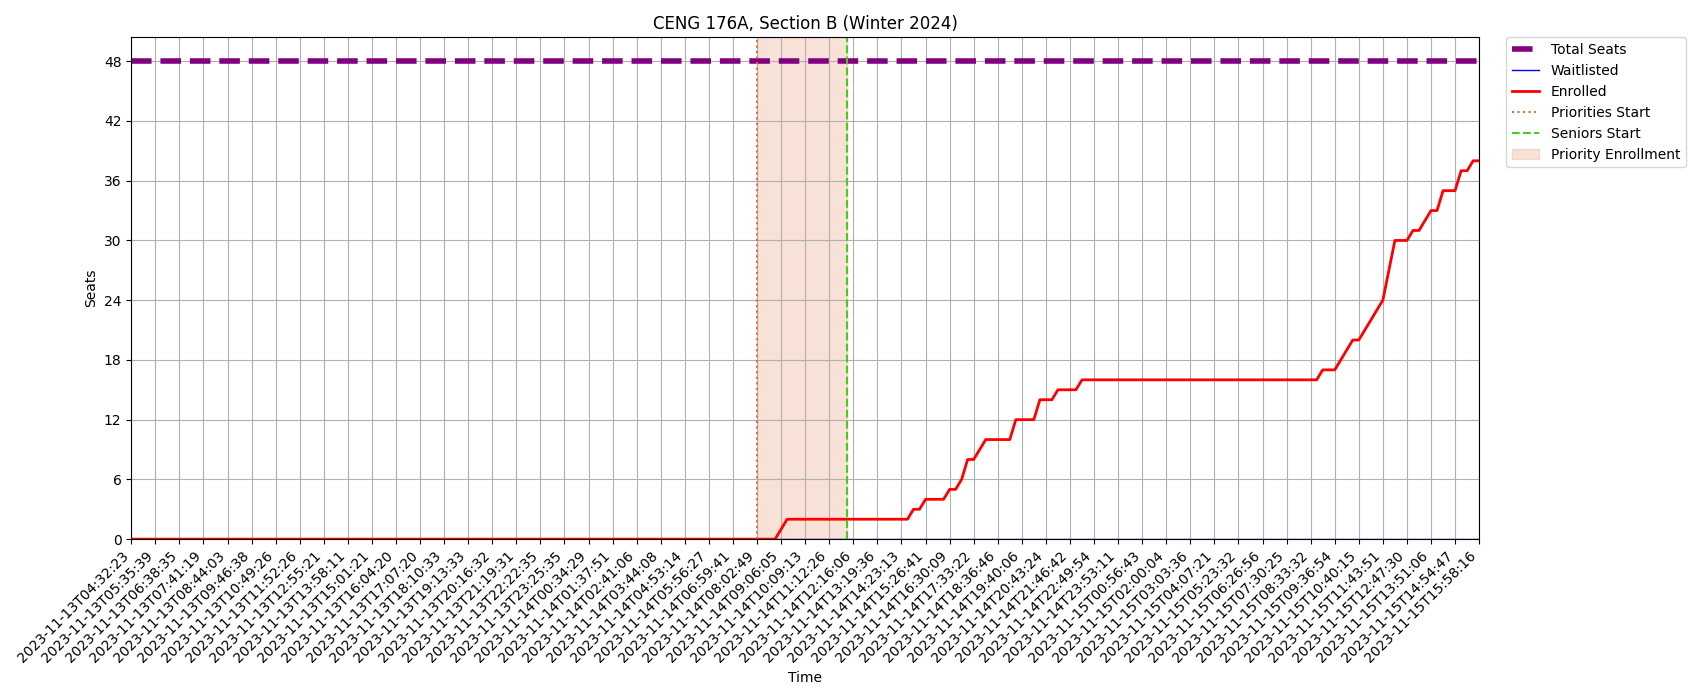 CENG 176A, Section B (Winter 2024)
Total Seats
Waitlisted
Enrolled
Priorities Start
Seniors Start
Priority Enrollment
Seats
48
42
36
30
24
18
12
6
0
2023-11-13T04:32:23
2023-11-13T05:35:39
2023-11-13T06:38:35
2023-11-13T07:41:19
2023-11-13T08:44:03
2023-11-13T09:46:38
2023-11-13T10:49:26
2023-11-13T11:52:26
2023-11-13T12:55:21
2023-11-13T13:58:11
2023-11-13T15:01:21
2023-11-13T16:04:20
2023-11-13T17:07:20
2023-11-13T18:10:33
2023-11-13T19:13:33
2023-11-13T20:16:32
2023-11-13T21:19:31
2023-11-13T22:22:35
2023-11-13T23:25:35
2023-11-14T00:34:29
2023-11-14T01:37:51
2023-11-14T02:41:06
2023-11-14T03:44:08
2023-11-14T04:53:14
2023-11-14T05:56:27
2023-11-14T06:59:41
2023-11-14T08:02:49
2023-11-14T09:06:05
2023-11-14T10:09:13
2023-11-14T11:12:26
2023-11-14T12:16:06
2023-11-14T13:19:36
2023-11-14T14:23:13
2023-11-14T15:26:41
2023-11-14T16:30:09
2023-11-14T17:33:22
2023-11-14T18:36:46
2023-11-14T19:40:06
2023-11-14T20:43:24
2023-11-14T21:46:42
2023-11-14T22:49:54
2023-11-14T23:53:11
2023-11-15T00:56:43
2023-11-15T02:00:04
2023-11-15T03:03:36
2023-11-15T04:07:21
2023-11-15T05:23:32
2023-11-15T06:26:56
2023-11-15T07:30:25
2023-11-15T08:33:32
2023-11-15T09:36:54
2023-11-15T10:40:15
2023-11-15T11:43:51
2023-11-15T12:47:30
2023-11-15T13:51:06
2023-11-15T14:54:47
2023-11-15T15:58:16
Time